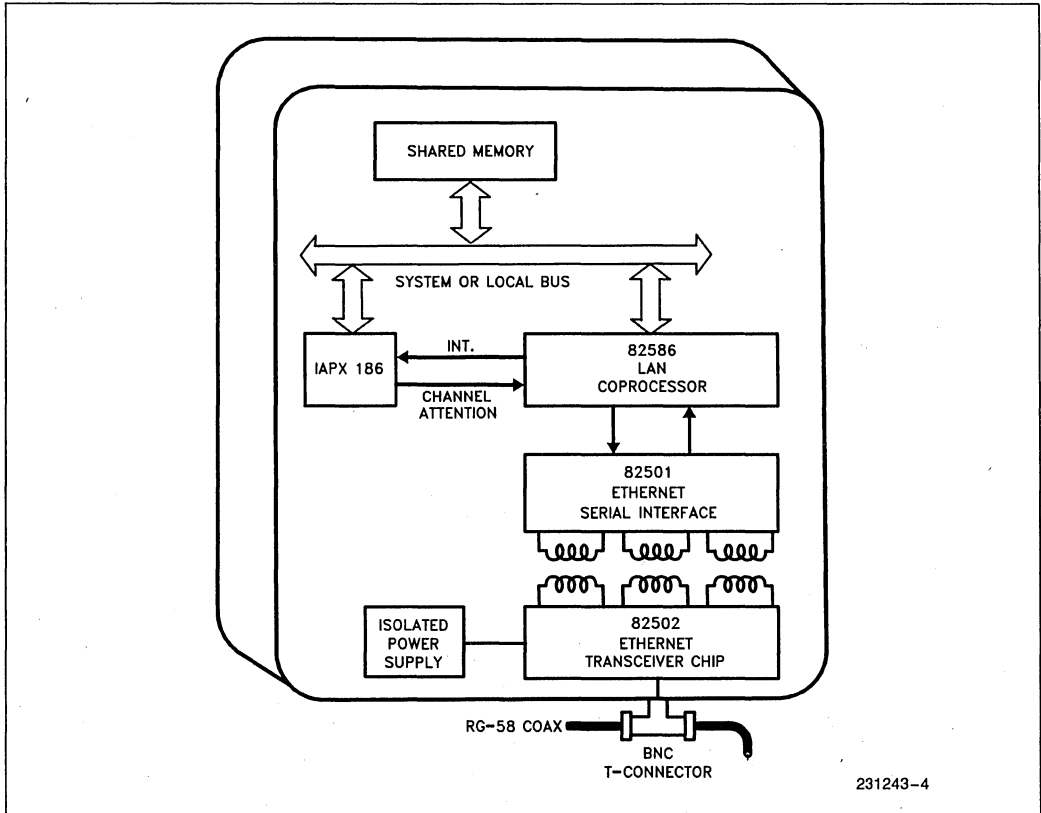 SHARED MEMORY
SYSTEM OR LOCAL BUS
IAPX 186
INT.
CHANNEL
ATTENTION
82586
LAN
COPROCESSOR
82501
ETHERNET
SERIAL INTERFACE
ISOLATED
POWER
SUPPLY
82502
ETHERNET
TRANSCEIVER CHIP
RG-58 COAX
BNC
T-CONNECTOR
231243-4